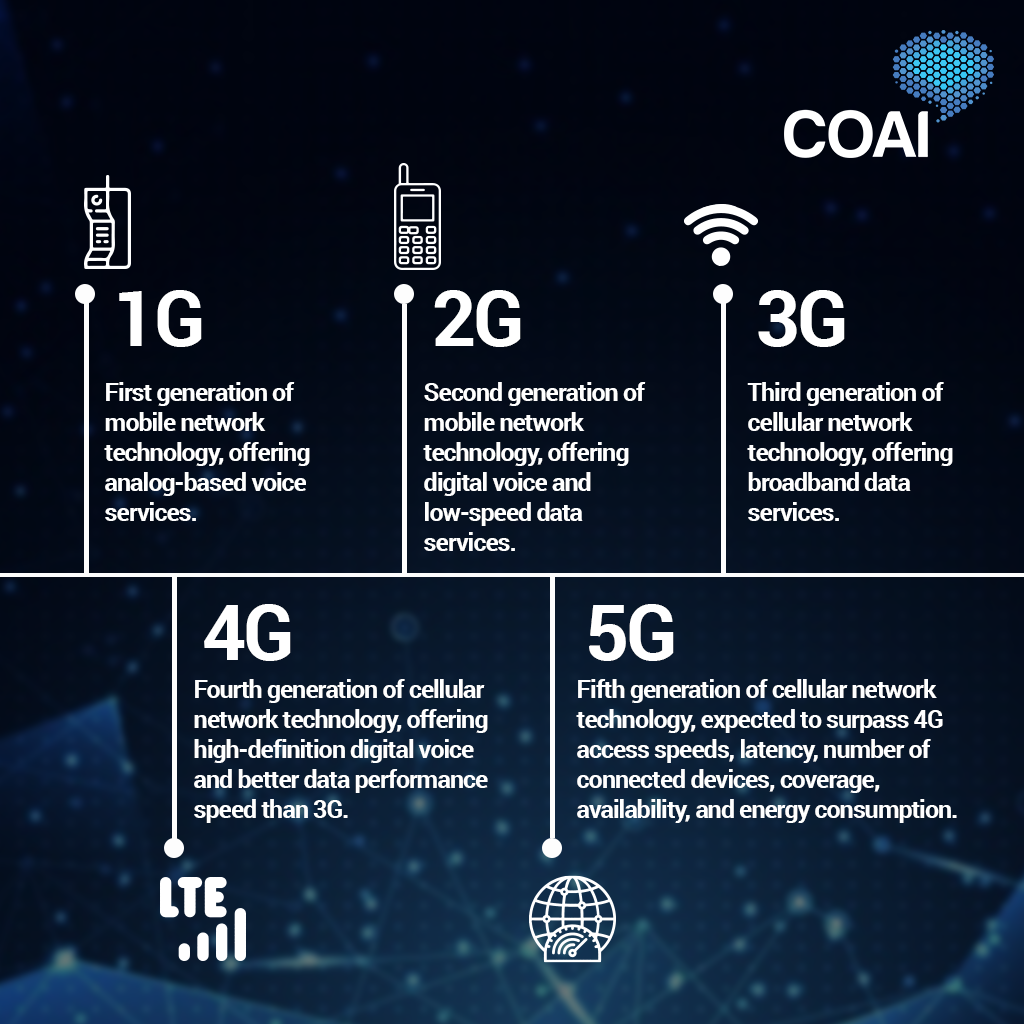 COAI
1G
First generation of
mobile network
technology, offering
analog-based voice
services.
2G
Second generation of
mobile network
technology, offering
digital voice and
low-speed data
services.
3G
Third generation of
cellular network
technology, offering
broadband data
services.
4G
Fourth generation of cellular
network technology, offering
high-definition digital voice
and better data performance
speed than 3G.
LTE
5G
Fifth generation of cellular network
technology, expected to surpass 4G
access speeds, latency, number of
connected devices, coverage,
availability, and energy consumption.